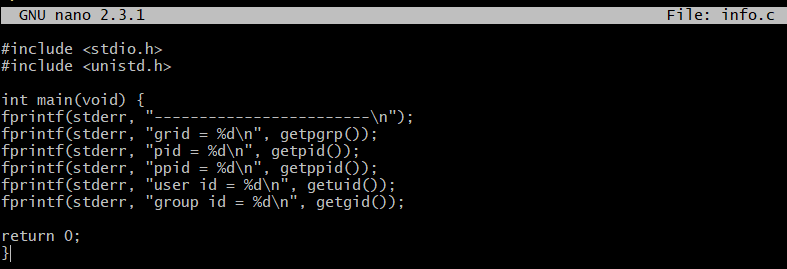 GNU nano 2.3.1 File: info.c
#include <stdio.h>
#include <unistd.h>
int main(void) {
fprintf(stderr, "------------------------\n");
fprintf(stderr, "grid = %d\n", getpgrp());
fprintf(stderr, "pid = %d\n", getpid());
fprintf(stderr, "ppid = %d\n", getppid());
fprintf(stderr, "user id = %d\n", getuid());
fprintf(stderr, "group id = %d\n", getgid());
return 0;
}